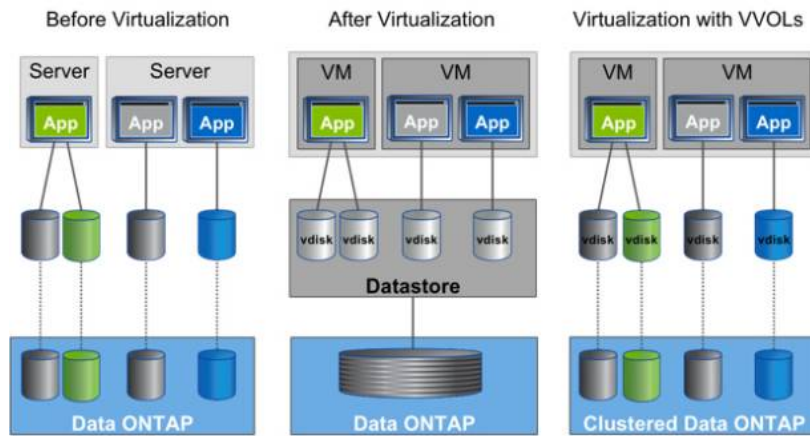 Before Virtualization
After Virtualization
Virtualization with VVOLs
Server
Server
VM
VM
VM
VM
App
App
App
App
App
App
App
App
App
vdisk
vdisk
vdisk
vdisk
vdisk
vdisk
vdisk
vdisk
Datastore
Data ONTAP
Data ONTAP
Clustered Data ONTAP